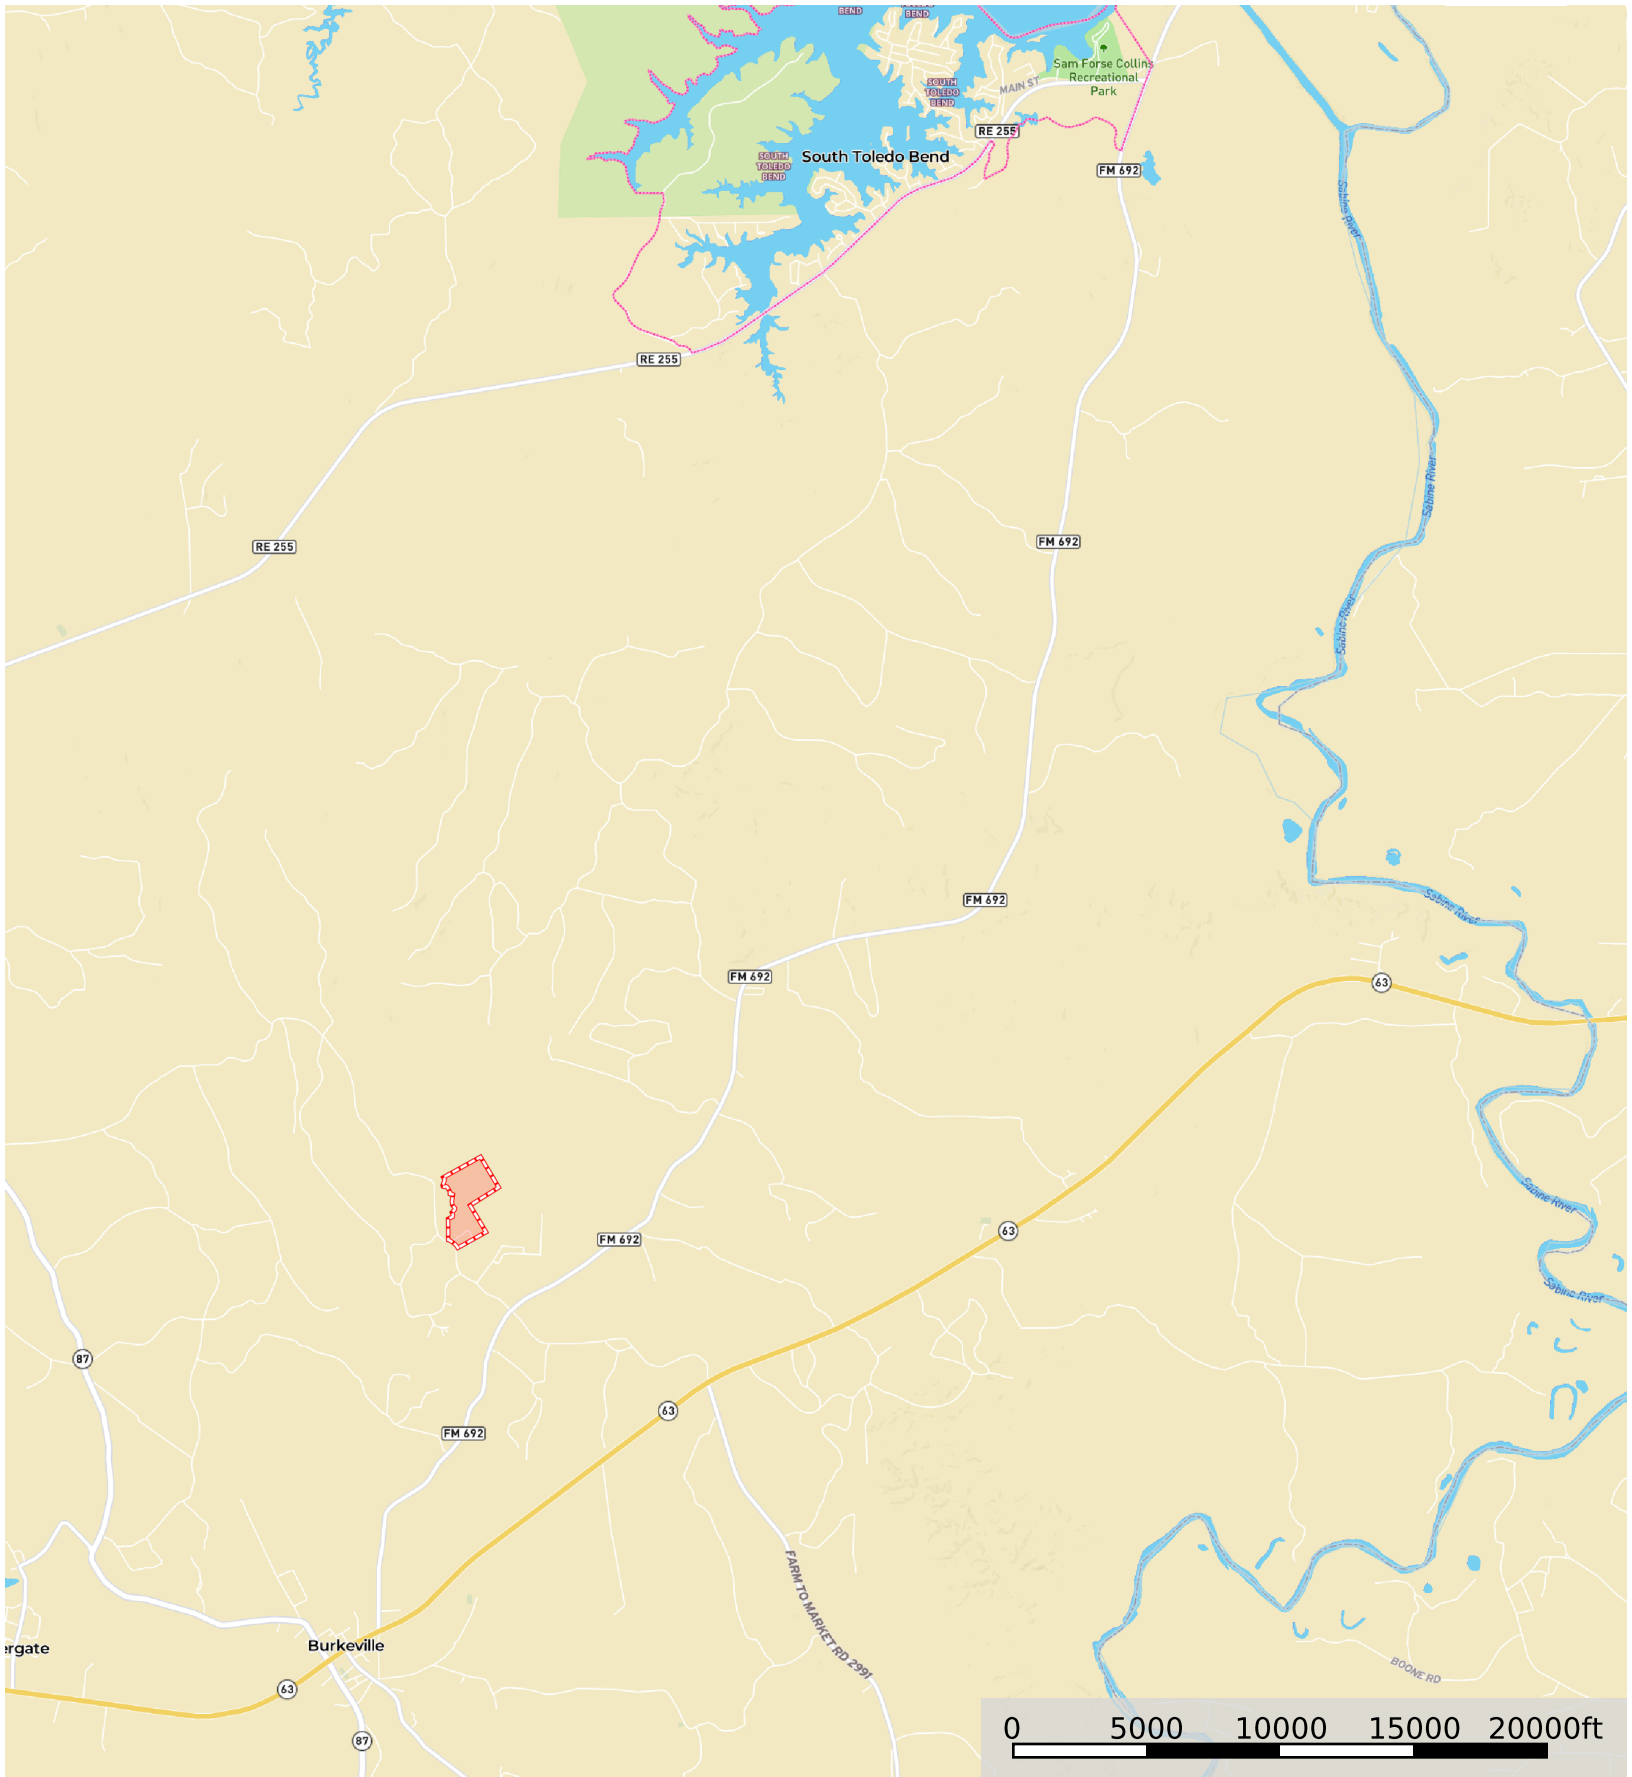 BEND
BEND
Sam Forse Collins
Recreational
Park
SOUTH
TOLEDO
BEND
MAIN ST
RE 255
SOUTH
TOLEDO
BEND
South Toledo Bend
FM 692
Sabine River
RE 255
Sabine River
RE 255
FM 692
Sabine River
FM 692
Sabine River
FM 692
63
Sabine River
63
FM 692
Sabine River
87
63
FM 692
FARM TO MARKET RD 2991
Burkeville
ergate
BOONE RD
63
87
0 5000 10000 15000 20000ft